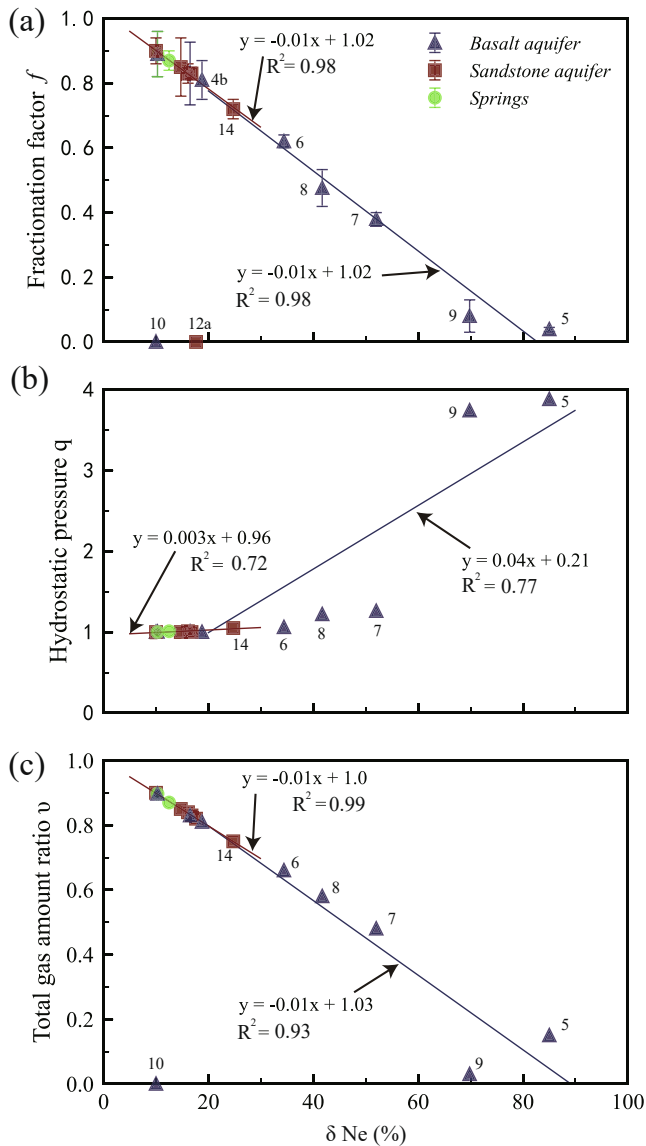 (a)
1.0
0.8
0.6
0.4
0.2
0.0
Fractionation factor f
y = -0.01x + 1.02
R² = 0.98
Basalt aquifer
Sandstone aquifer
Springs
4b
14
6
8
7
y = -0.01x + 1.02
R² = 0.98
10
12a
9
5
(b)
4
3
2
1
0
Hydrostatic pressure q
9
5
y = 0.003x + 0.96
R² = 0.72
y = 0.04x + 0.21
R² = 0.77
14
6
8
7
(c)
1.0
0.8
0.6
0.4
0.2
0.0
Total gas amount ratio υ
y = -0.01x + 1.0
R² = 0.99
14
6
8
7
y = -0.01x + 1.03
R² = 0.93
10
9
5
0
20
40
60
80
100
δ Ne (%)